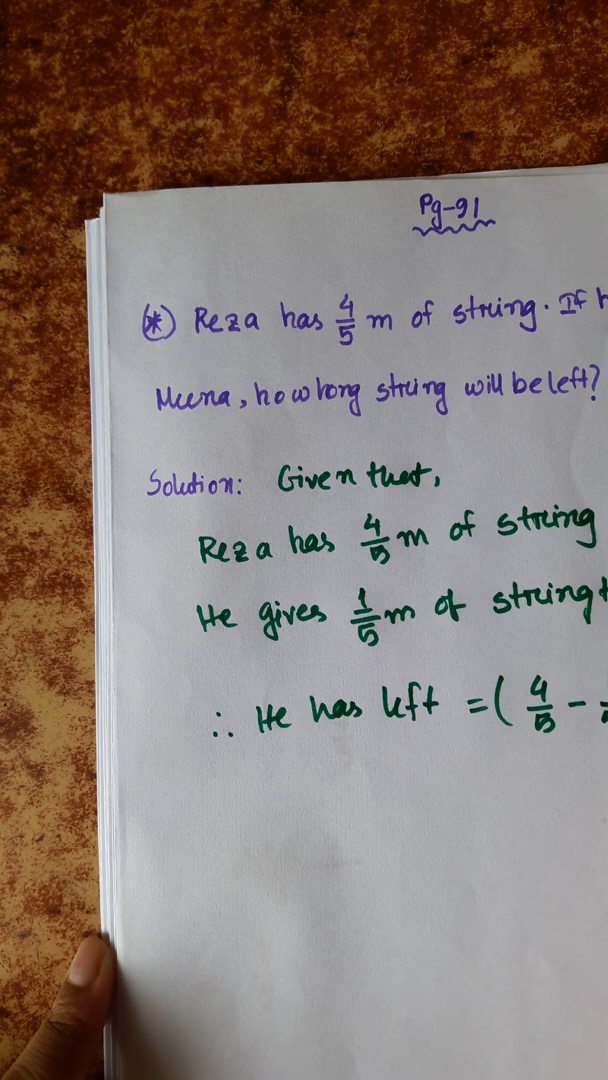 Pg-91
(*) Reza has 4/5 m of string. If
Meena, how long string will be left?
Solution: Given that,
Reza has 4/5 m of string
He gives 1/5 m of string
∴ He has left = ( 4/5 -